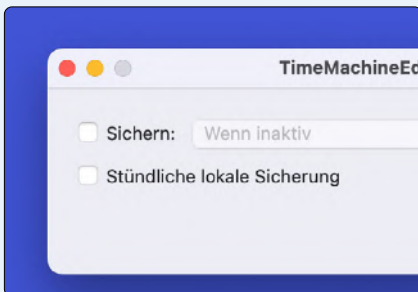 TimeMachineEd
Sichern: Wenn inaktiv
Stündliche lokale Sicherung